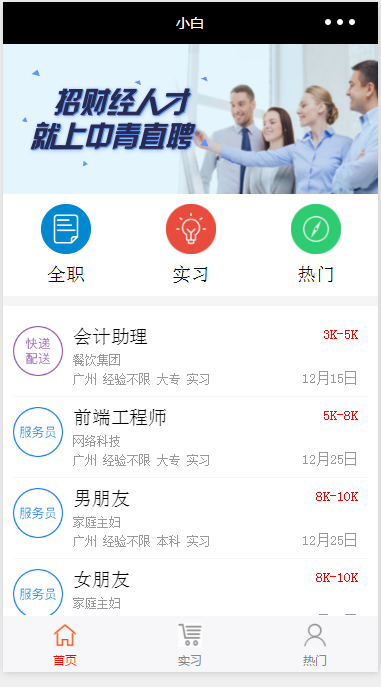 小白
招财经人才
就上中青直聘
全职
实习
热门
快递
配送
会计助理
3K-5K
餐饮集团
广州 经验不限 大专 实习
12月15日
服务员
前端工程师
5K-8K
网络科技
广州 经验不限 大专 实习
12月25日
服务员
男朋友
8K-10K
家庭主妇
广州 经验不限 本科 实习
12月25日
服务员
女朋友
8K-10K
家庭主妇
首页
实习
热门